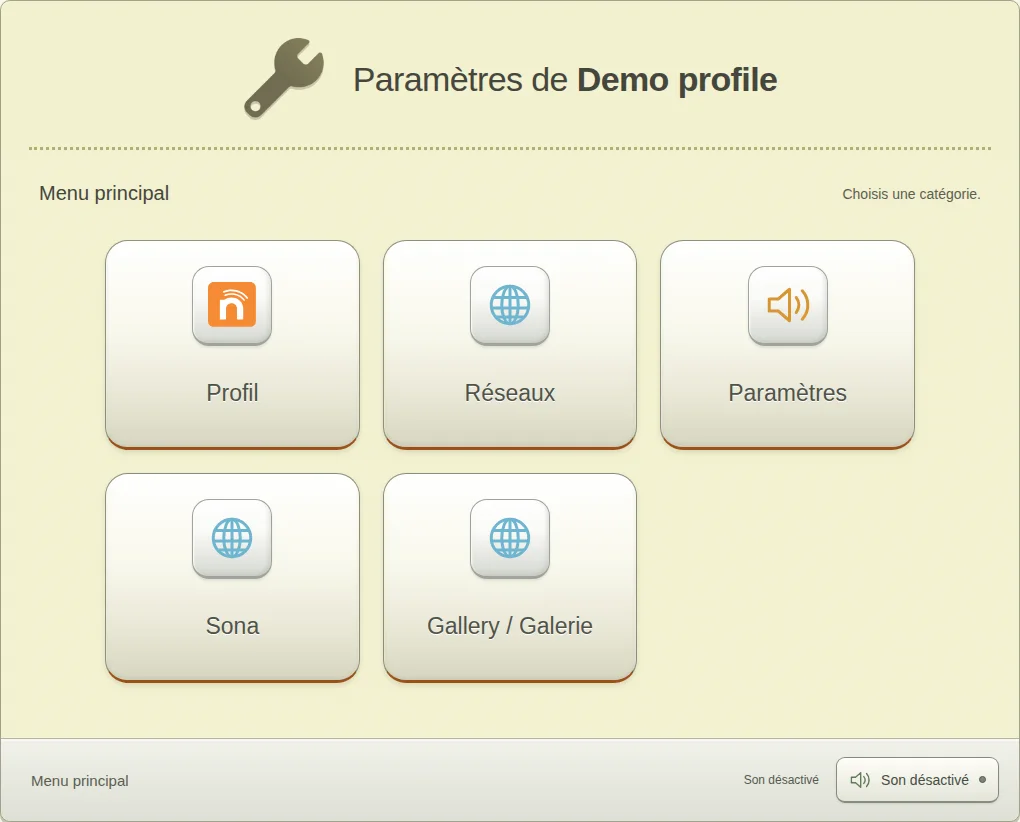 Paramètres de Demo profile
Menu principal
Choisis une catégorie.
Profil
Réseaux
Paramètres
Sona
Gallery / Galerie
Menu principal
Son désactivé
Son désactivé